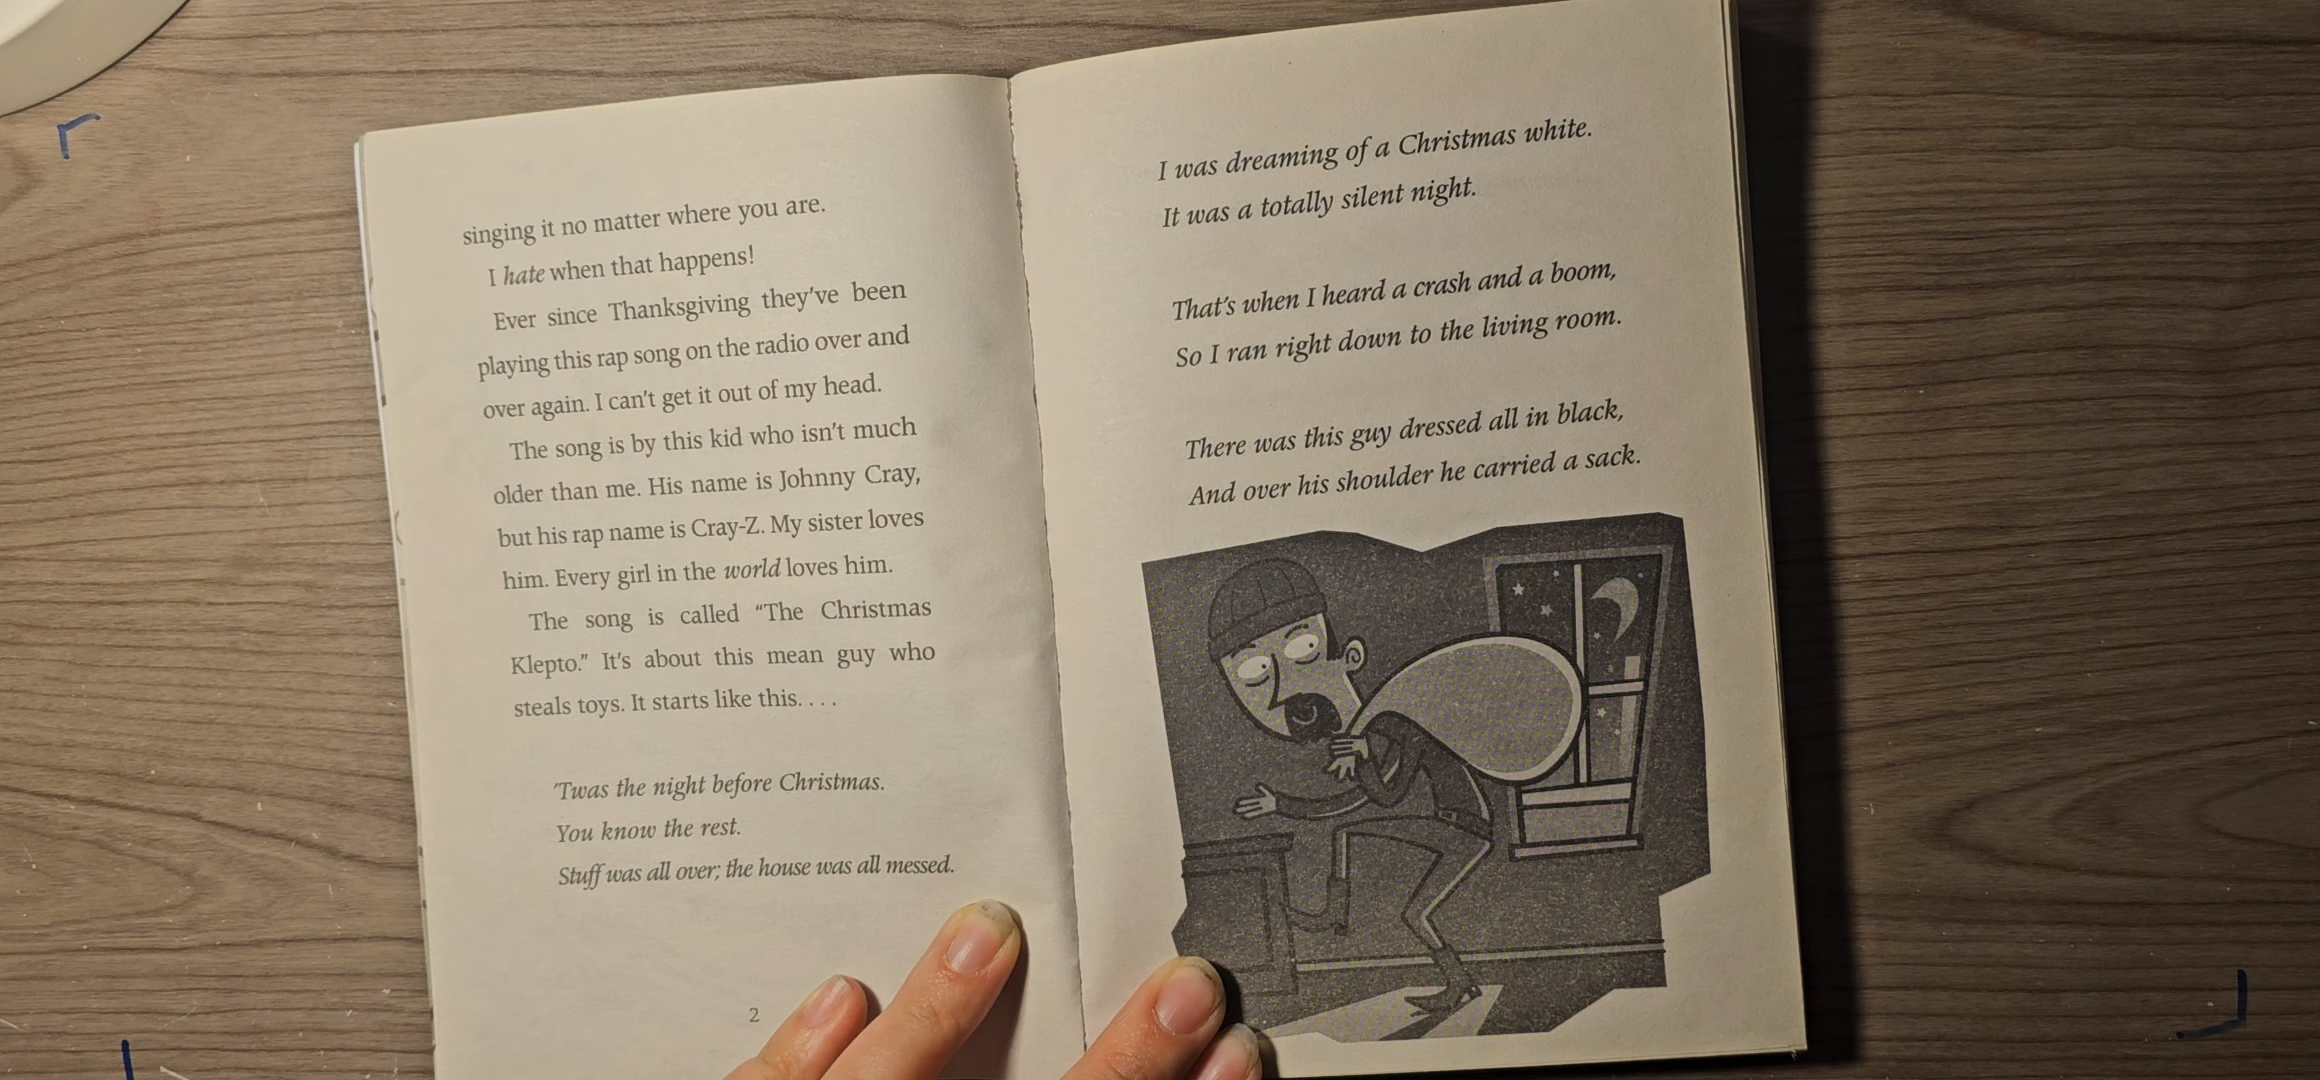 singing it no matter where you are.
I hate when that happens!
Ever since Thanksgiving they've been
playing this rap song on the radio over and
over again. I can't get it out of my head.
The song is by this kid who isn't much
older than me. His name is Johnny Cray,
but his rap name is Cray-Z. My sister loves
him. Every girl in the world loves him.
The song is called “The Christmas
Klepto.” It's about this mean guy who
steals toys. It starts like this. . . .
'Twas the night before Christmas.
You know the rest.
Stuff was all over; the house was all messed.
2
I was dreaming of a Christmas white.
It was a totally silent night.
That's when I heard a crash and a boom,
So I ran right down to the living room.
There was this guy dressed all in black,
And over his shoulder he carried a sack.